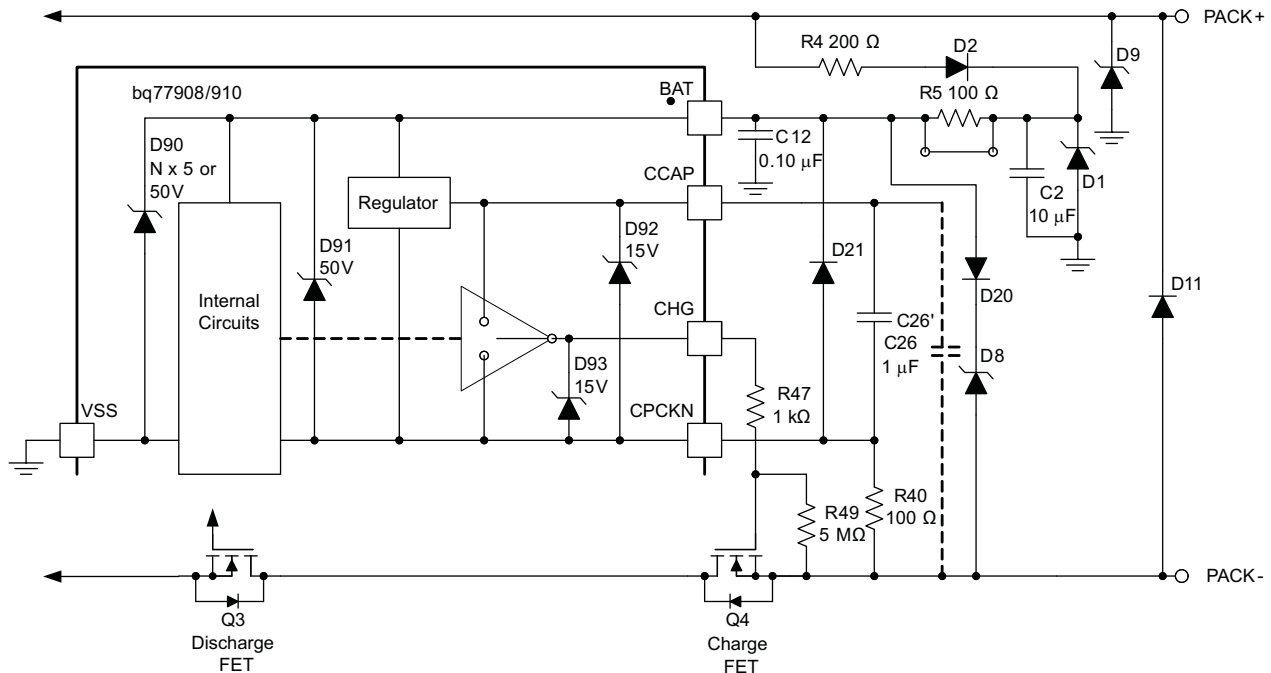 PACK+
R4 200 Ω
D2
D9
bq77908/910
BAT
R5 100 Ω
D90
N x 5 or
50V
C12
0.10 μF
D1
CCAP
C2
10 μF
Regulator
D92
15V
D91
50V
D21
D20
D11
Internal
Circuits
CHG
C26'
C26
1 μF
D8
D93
15V
R47
1 kΩ
VSS
CPCKN
R49
5 MΩ
R40
100 Ω
PACK-
Q3
Discharge
FET
Q4
Charge
FET